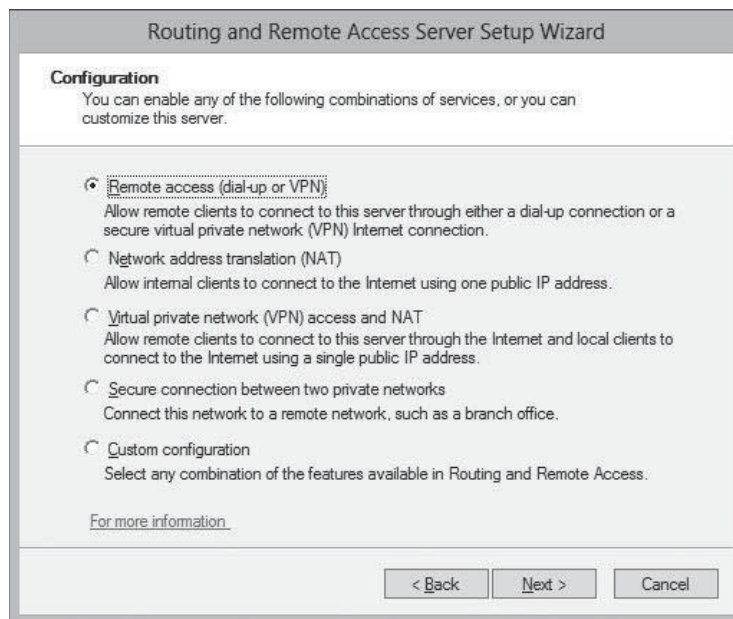 Routing and Remote Access Server Setup Wizard
Configuration
You can enable any of the following combinations of services, or you can
customize this server.
Remote access (dial-up or VPN)
Allow remote clients to connect to this server through either a dial-up connection or a
secure virtual private network (VPN) Internet connection.
Network address translation (NAT)
Allow internal clients to connect to the Internet using one public IP address.
Virtual private network (VPN) access and NAT
Allow remote clients to connect to this server through the Internet and local clients to
connect to the Internet using a single public IP address.
Secure connection between two private networks
Connect this network to a remote network, such as a branch office.
Custom configuration
Select any combination of the features available in Routing and Remote Access.
For more information
< Back Next > Cancel